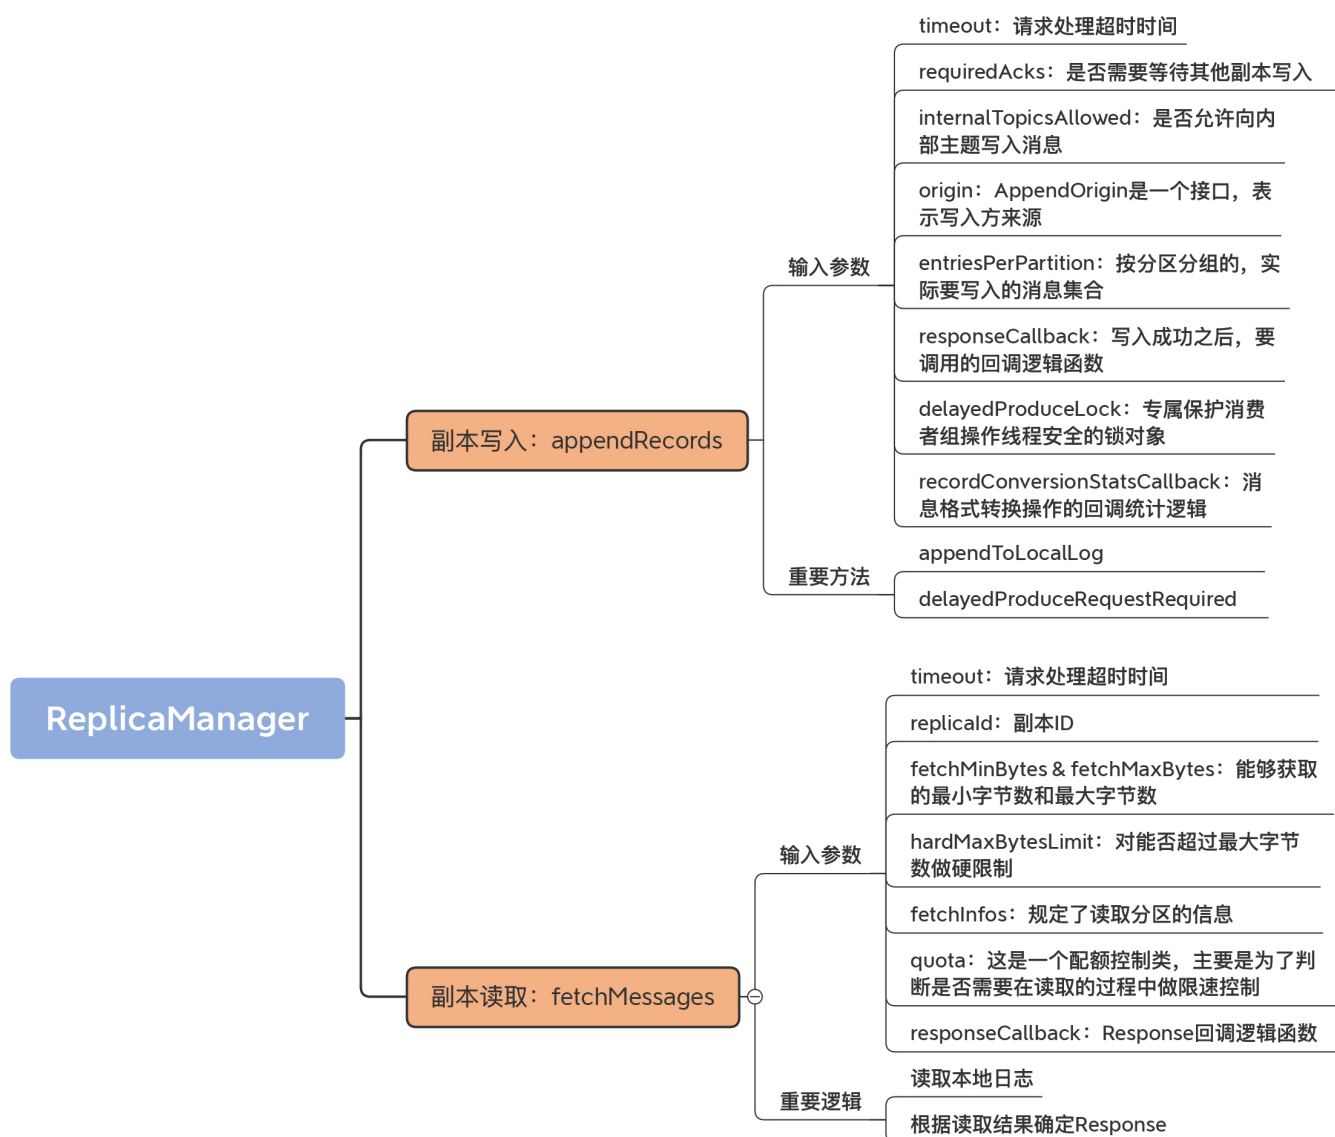 timeout：请求处理超时时间
requiredAcks：是否需要等待其他副本写入
internalTopicsAllowed：是否允许向内
部主题写入消息
origin：AppendOrigin是一个接口，表
示写入方来源
输入参数
entriesPerPartition：按分区分组的，实
际要写入的消息集合
responseCallback：写入成功之后，要
调用的回调逻辑函数
delayedProduceLock：专属保护消费
者组操作线程安全的锁对象
副本写入：appendRecords
recordConversionStatsCallback：消
息格式转换操作的回调统计逻辑
重要方法
appendToLocalLog
delayedProduceRequestRequired
ReplicaManager
timeout：请求处理超时时间
replicaId：副本ID
fetchMinBytes & fetchMaxBytes：能够获取
的最小字节数和最大字节数
输入参数
hardMaxBytesLimit：对能否超过最大字节
数做硬限制
fetchInfos：规定了读取分区的信息
quota：这是一个配额控制类，主要是为了判
断是否需要在读取的过程中做限速控制
副本读取：fetchMessages
responseCallback：Response回调逻辑函数
重要逻辑
读取本地日志
根据读取结果确定Response